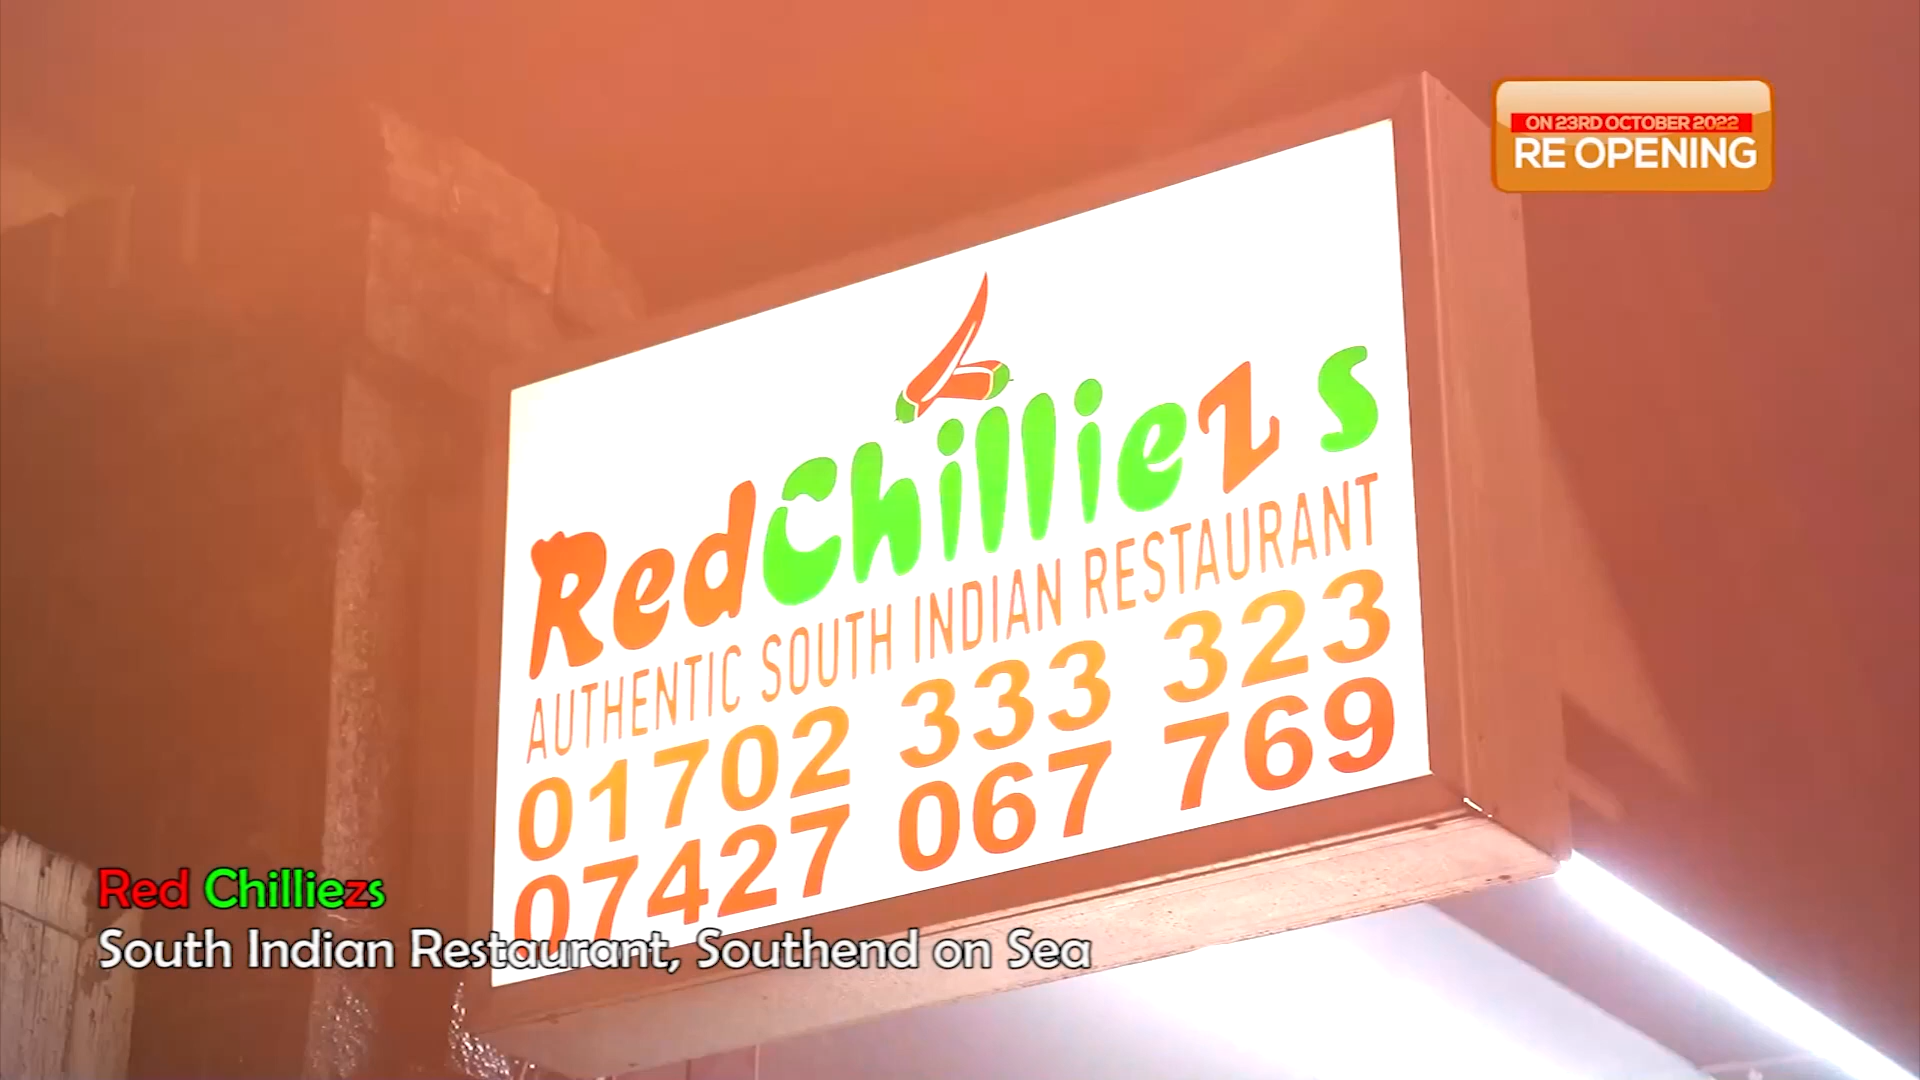 ON 23RD OCTOBER 2022
RE OPENING
RedChilliezs
AUTHENTIC SOUTH INDIAN RESTAURANT
01702 333 323
07427 067 769
Red Chilliezs
South Indian Restaurant, Southend on Sea